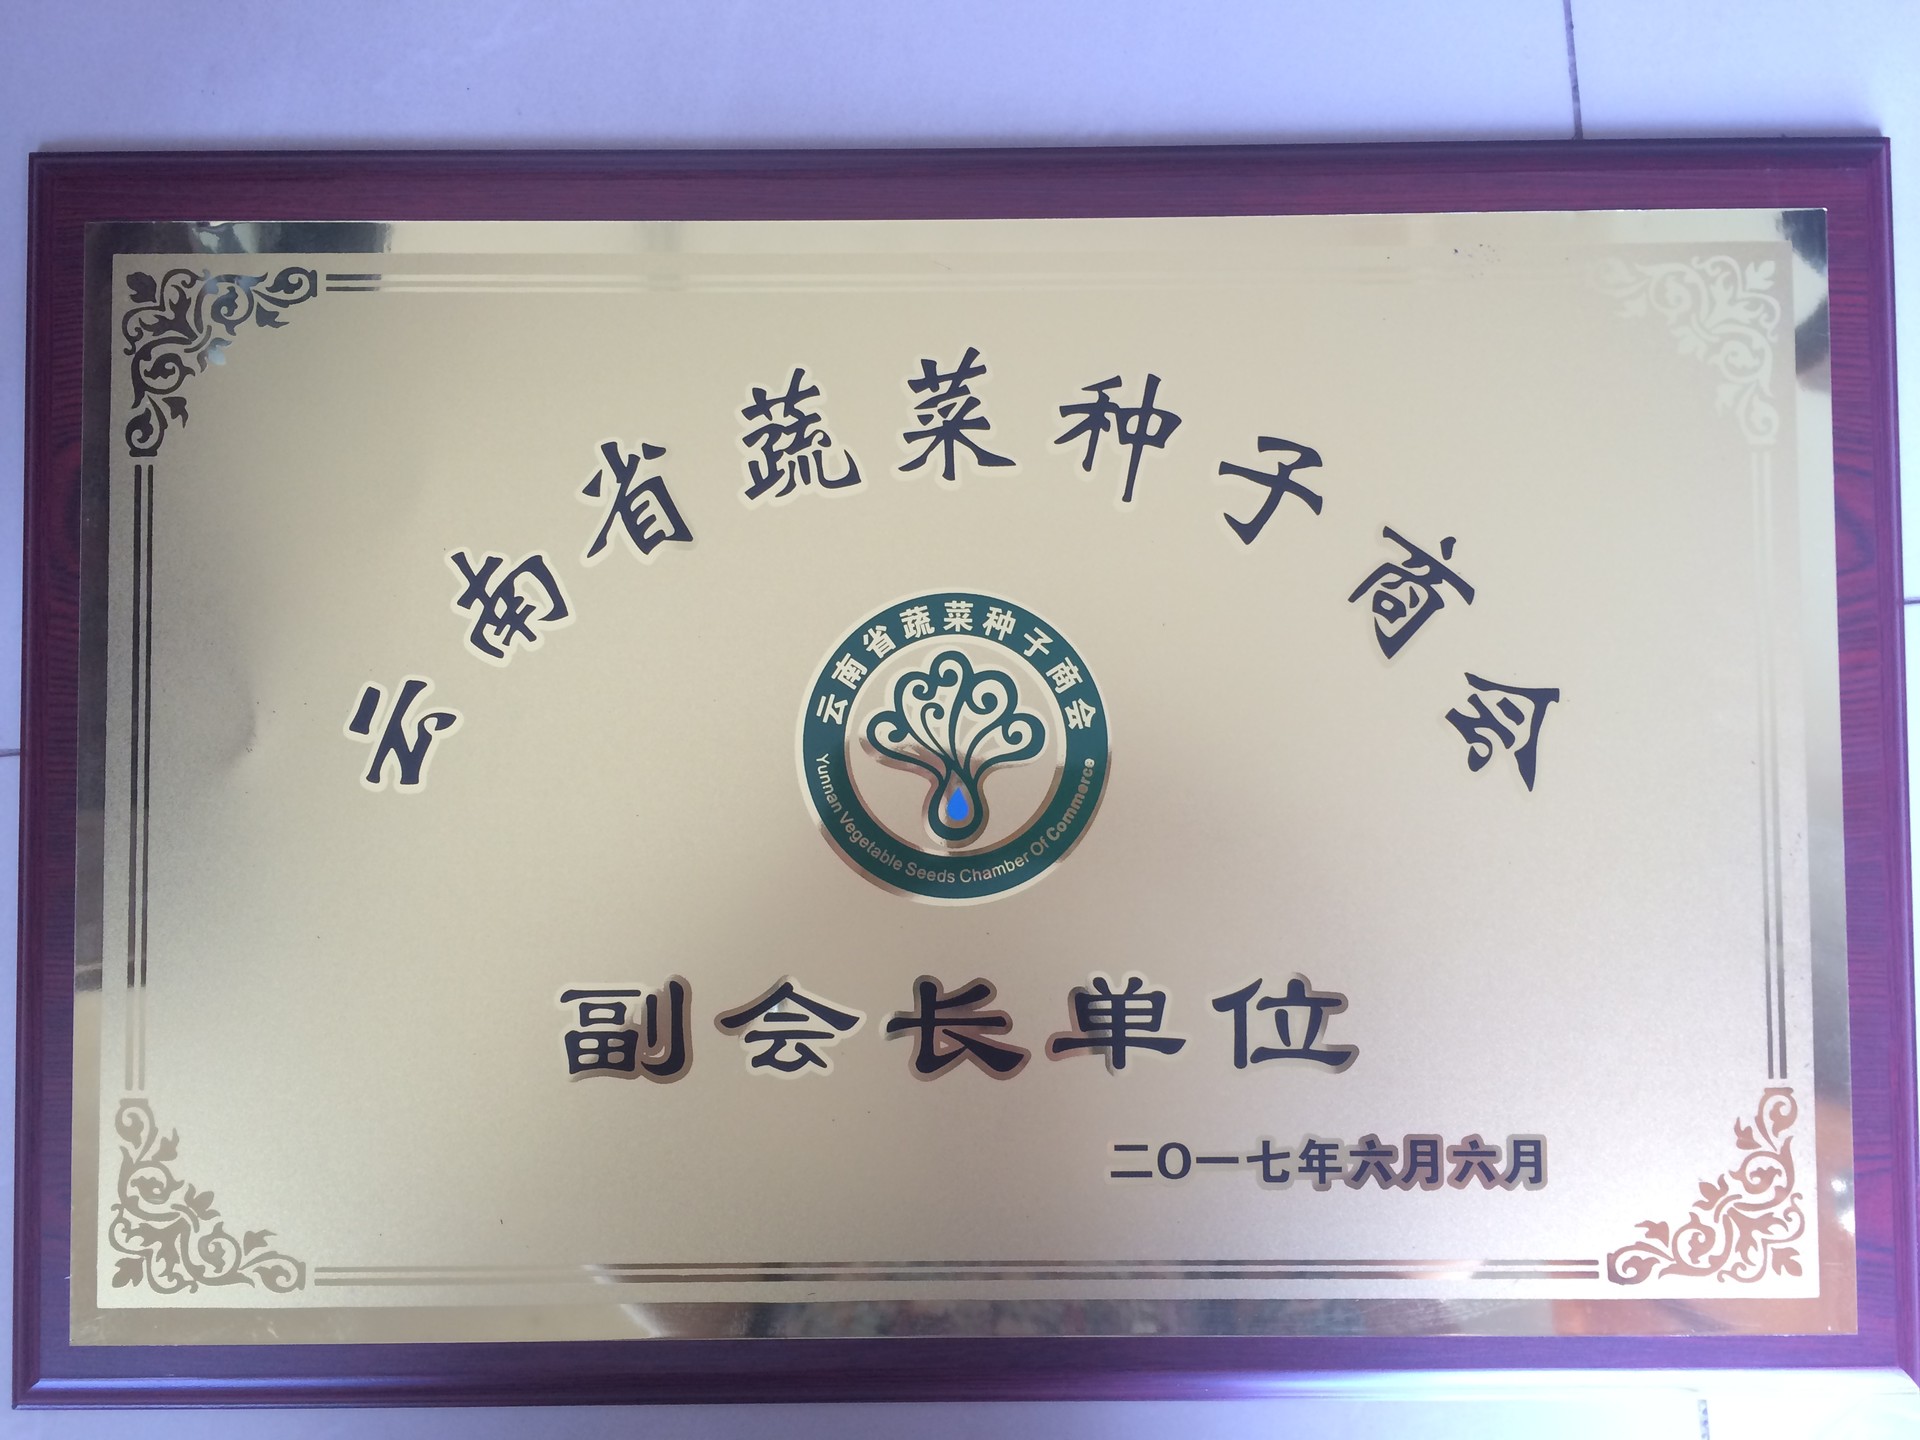 云南省蔬菜种子商会
云南省蔬菜种子商会
Yunnan Vegetable Seeds Chamber Of Commerce
副会长单位
二O一七年六月六月